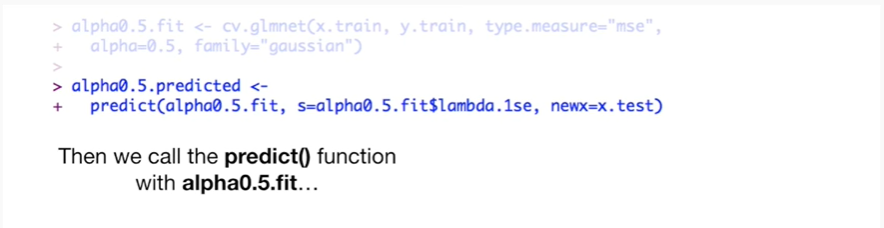 > alpha0.5.fit <- cv.glmnet(x.train, y.train, type.measure="mse",
+   alpha=0.5, family="gaussian")
>
> alpha0.5.predicted <-
+   predict(alpha0.5.fit, s=alpha0.5.fit$lambda.1se, newx=x.test)
Then we call the predict() function
with alpha0.5.fit…